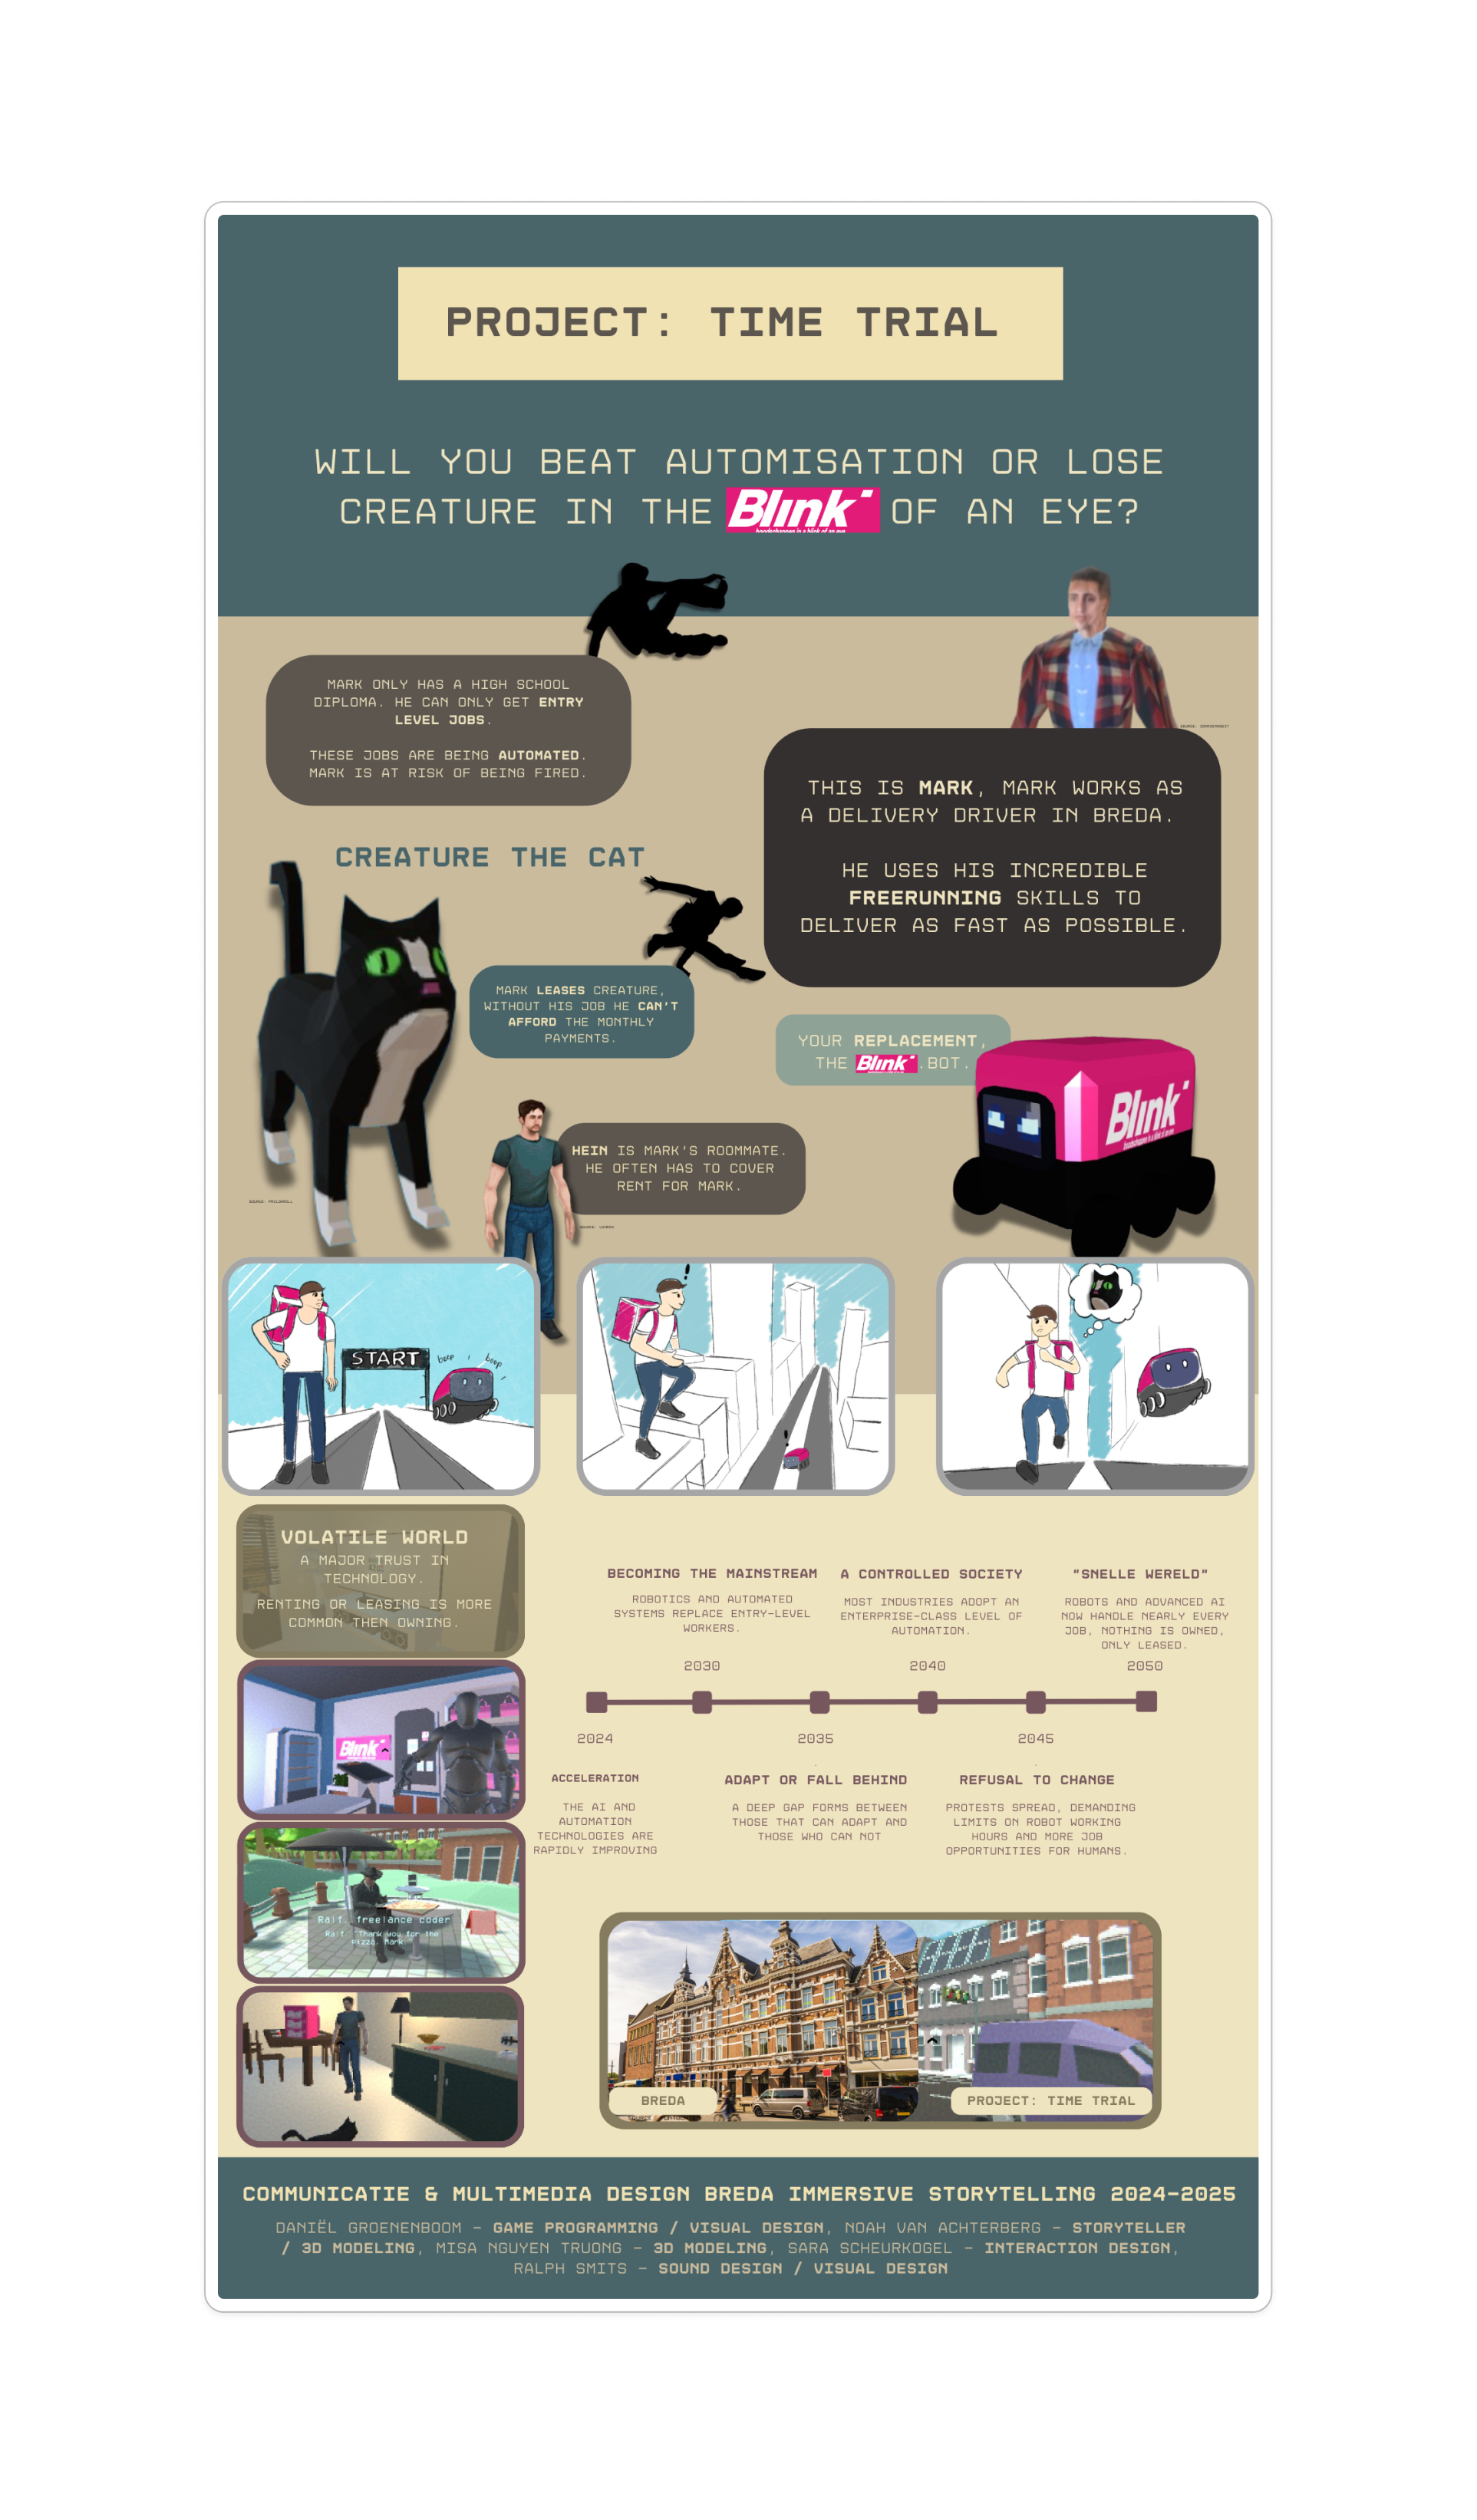 PROJECT: TIME TRIAL
WILL YOU BEAT AUTOMISATION OR LOSE
CREATURE IN THE Blink OF AN EYE?
MARK ONLY HAS A HIGH SCHOOL
DIPLOMA. HE CAN ONLY GET ENTRY
LEVEL JOBS.
THESE JOBS ARE BEING AUTOMATED.
MARK IS AT RISK OF BEING FIRED.
THIS IS MARK, MARK WORKS AS
A DELIVERY DRIVER IN BREDA.
HE USES HIS INCREDIBLE
FREERUNNING SKILLS TO
DELIVER AS FAST AS POSSIBLE.
CREATURE THE CAT
MARK LEASES CREATURE,
WITHOUT HIS JOB HE CAN'T
AFFORD THE MONTHLY
PAYMENTS.
YOUR REPLACEMENT,
THE Blink.BOT.
Blink
HEIN IS MARK'S ROOMMATE.
HE OFTEN HAS TO COVER
RENT FOR MARK.
START
beep beep
VOLATILE WORLD
A MAJOR TRUST IN
TECHNOLOGY.
RENTING OR LEASING IS MORE
COMMON THEN OWNING.
Blink
Ralf. freelance coder
Ralf: Thank you for the
pizza, Mark
BECOMING THE MAINSTREAM
ROBOTICS AND AUTOMATED
SYSTEMS REPLACE ENTRY-LEVEL
WORKERS.
2030
A CONTROLLED SOCIETY
MOST INDUSTRIES ADOPT AN
ENTERPRISE-CLASS LEVEL OF
AUTOMATION.
2040
"SNELLE WERELD"
ROBOTS AND ADVANCED AI
NOW HANDLE NEARLY EVERY
JOB, NOTHING IS OWNED,
ONLY LEASED.
2050
2024
ACCELERATION
THE AI AND
AUTOMATION
TECHNOLOGIES ARE
RAPIDLY IMPROVING
2035
ADAPT OR FALL BEHIND
A DEEP GAP FORMS BETWEEN
THOSE THAT CAN ADAPT AND
THOSE WHO CAN NOT
2045
REFUSAL TO CHANGE
PROTESTS SPREAD, DEMANDING
LIMITS ON ROBOT WORKING
HOURS AND MORE JOB
OPPORTUNITIES FOR HUMANS.
BREDA
PROJECT: TIME TRIAL
COMMUNICATIE & MULTIMEDIA DESIGN BREDA IMMERSIVE STORYTELLING 2024-2025
DANIËL GROENENBOOM - GAME PROGRAMMING / VISUAL DESIGN, NOAH VAN ACHTERBERG - STORYTELLER
/ 3D MODELING, MISA NGUYEN TRUONG - 3D MODELING, SARA SCHEURKOGEL - INTERACTION DESIGN,
RALPH SMITS - SOUND DESIGN / VISUAL DESIGN